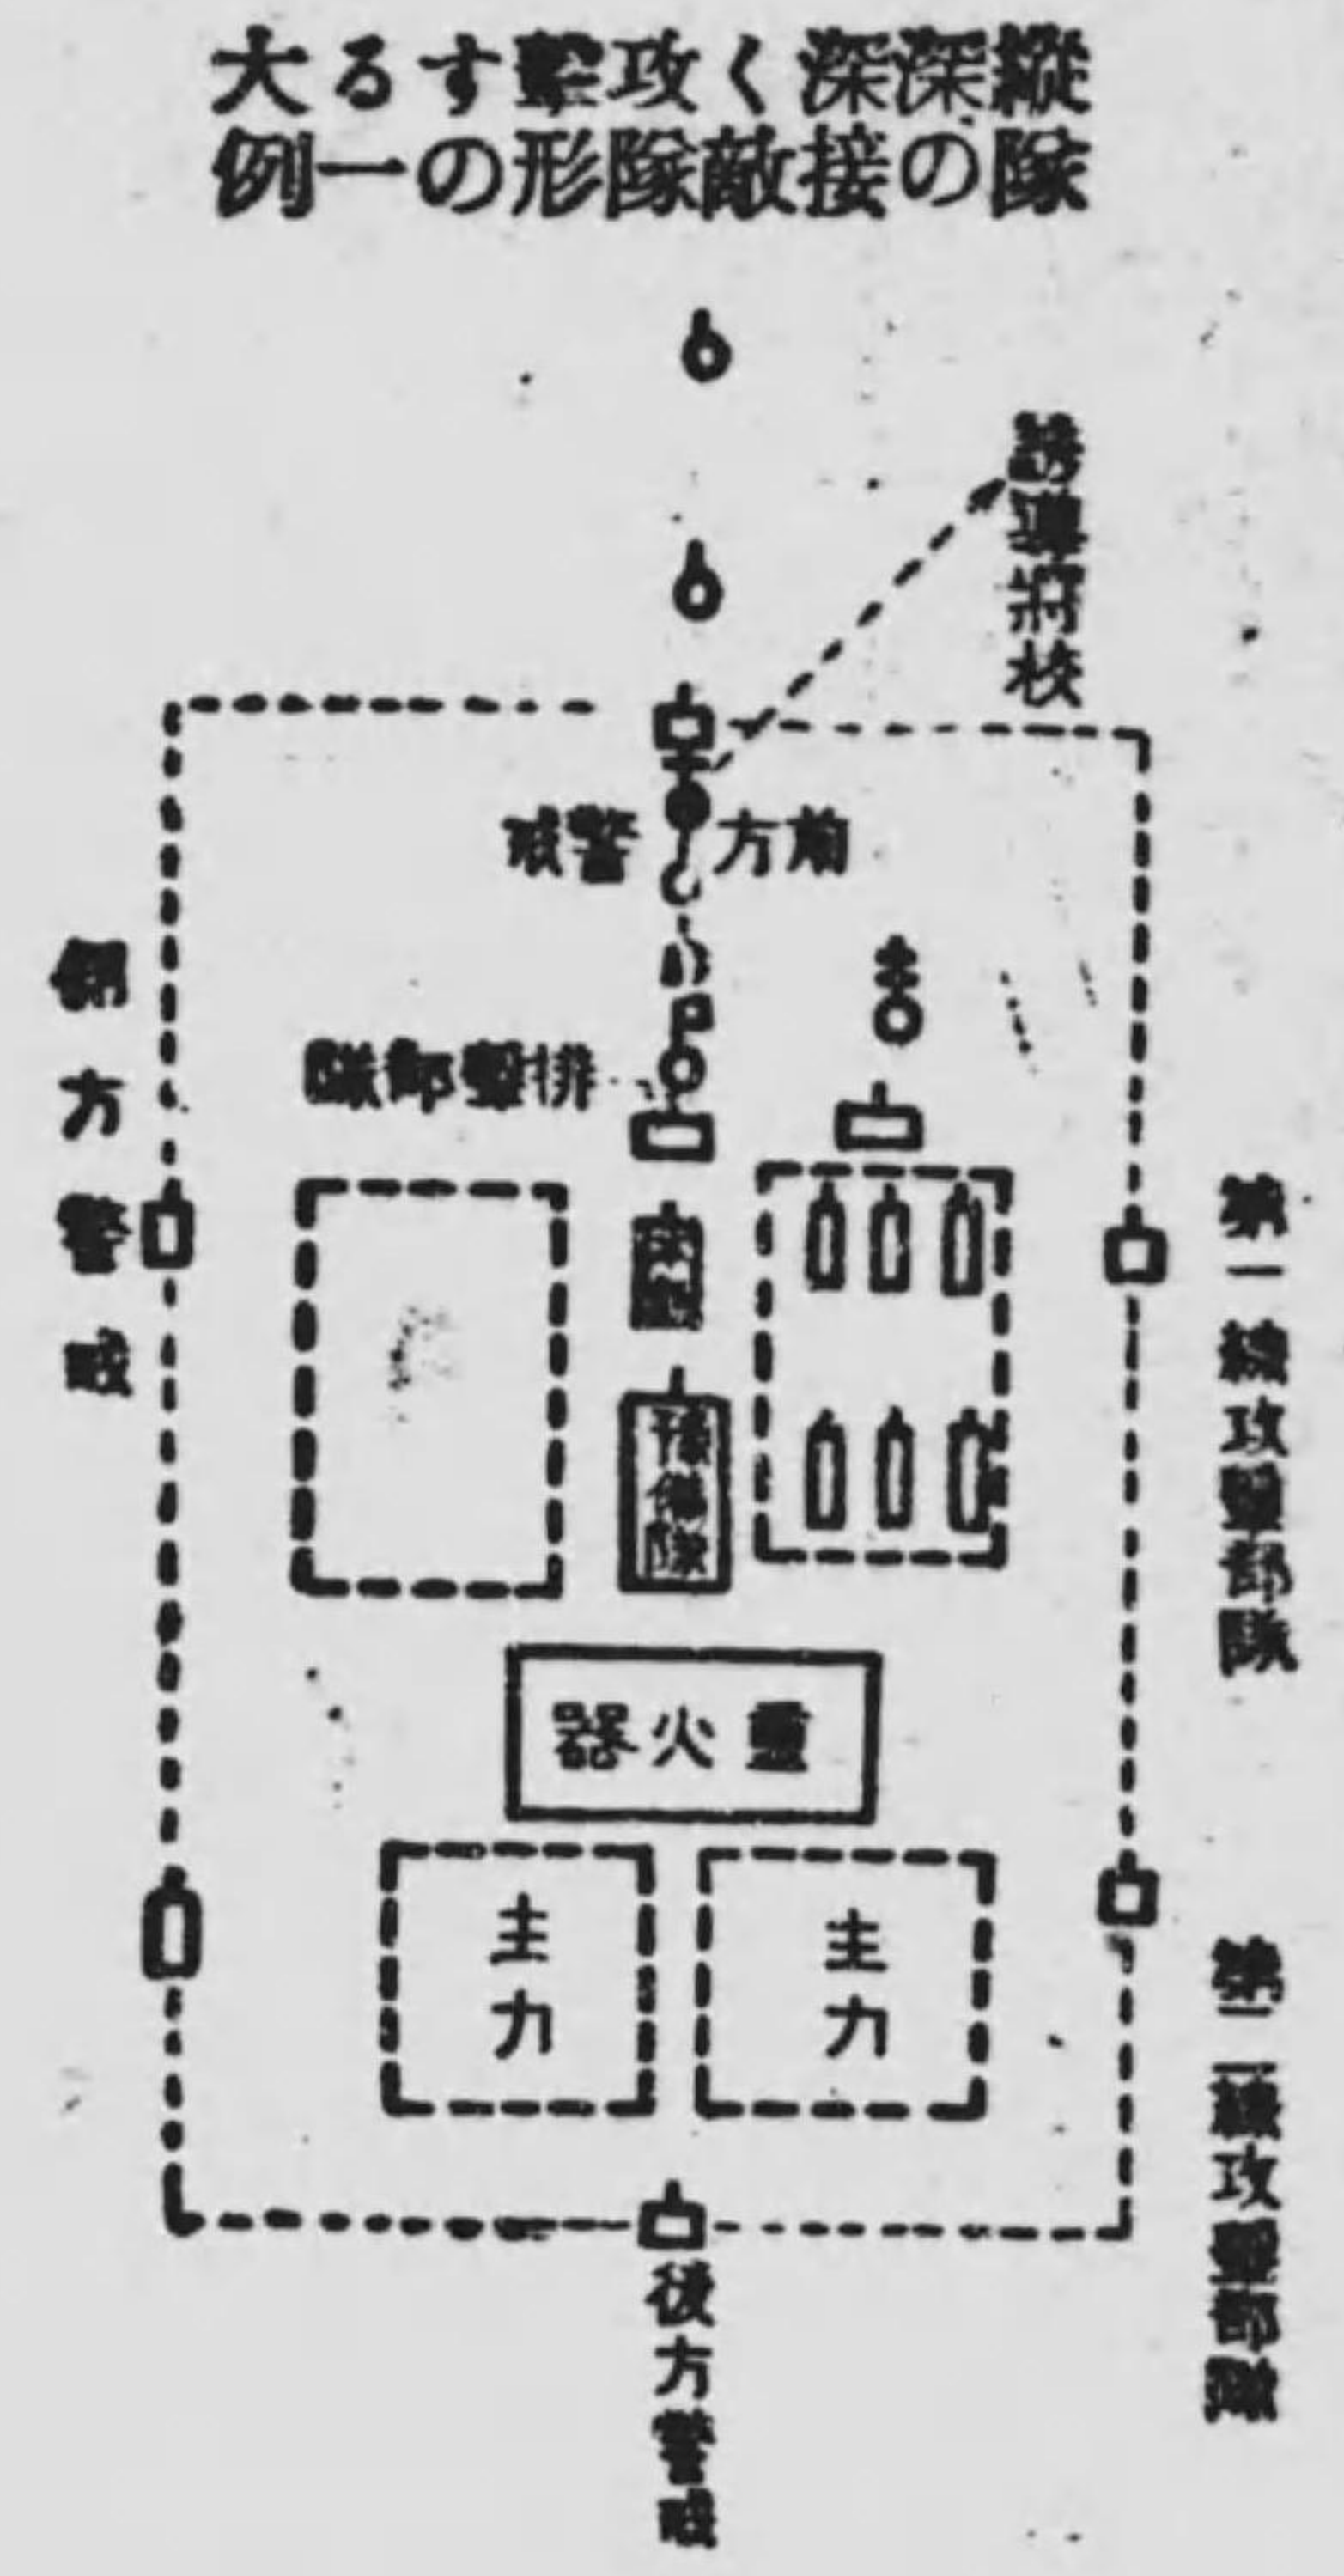 縦深深く攻撃する大
隊の接敵隊形の一例
誘導将校
前方警戒
側方警戒
排撃部隊
第一線攻撃部隊
予備隊
重火器
主力
主力
第二線攻撃部隊
後方警戒